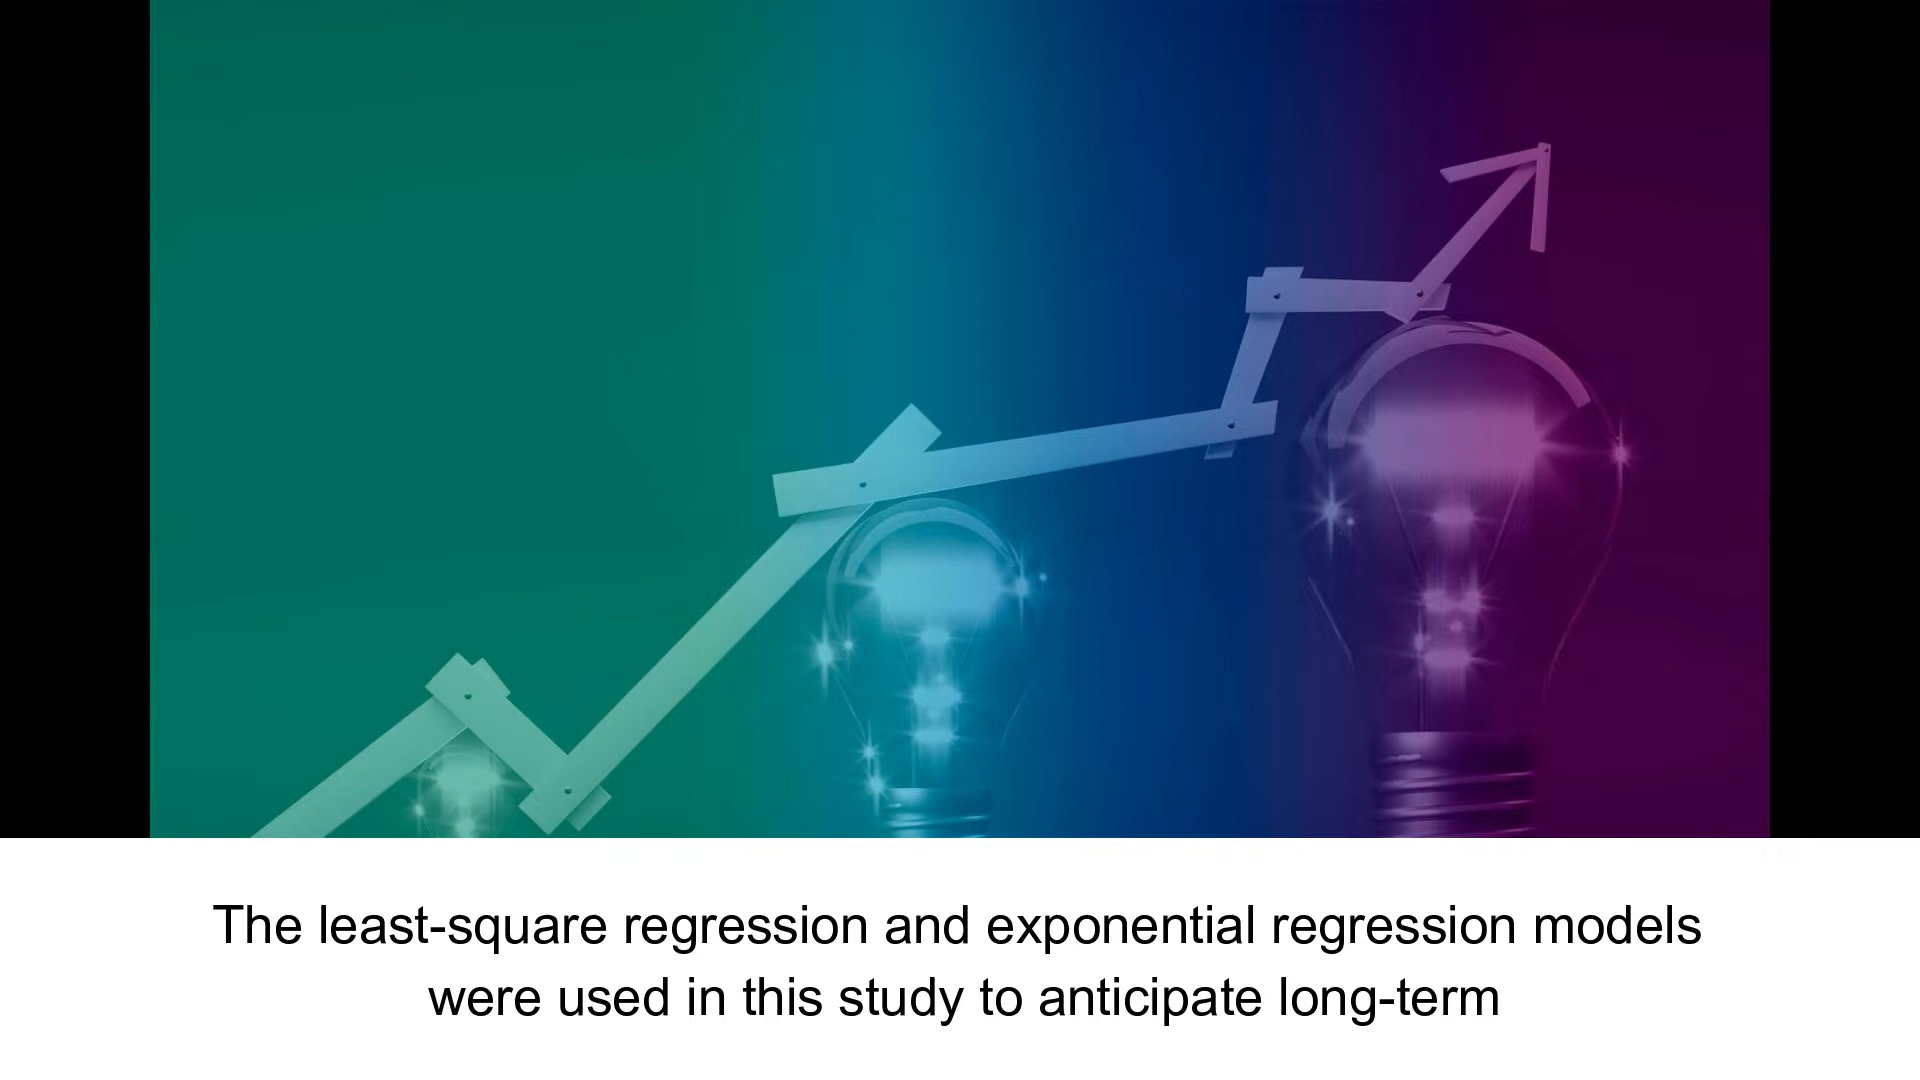 The least-square regression and exponential regression models
were used in this study to anticipate long-term